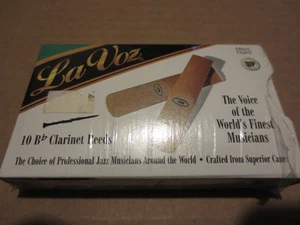 La Voz
The Voice
of the
World's Finest
Musicians
10 B♭ Clarinet Reeds
The Choice of Professional Jazz Musicians Around the World • Crafted from Superior Cane